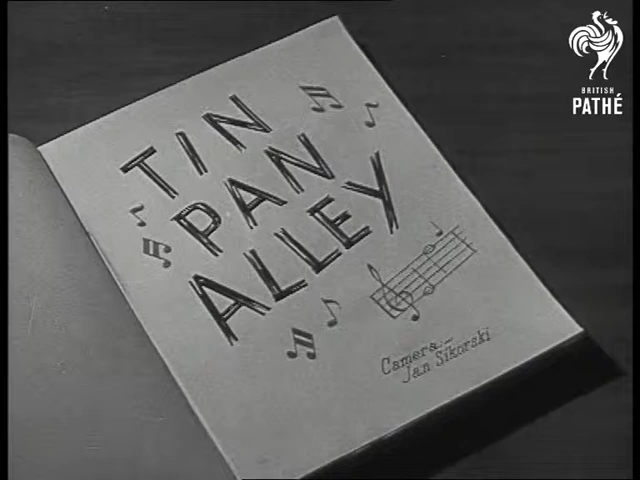 BRITISH
PATHÉ
TIN
PAN
ALLEY
Camera:—
Jan Sikorski